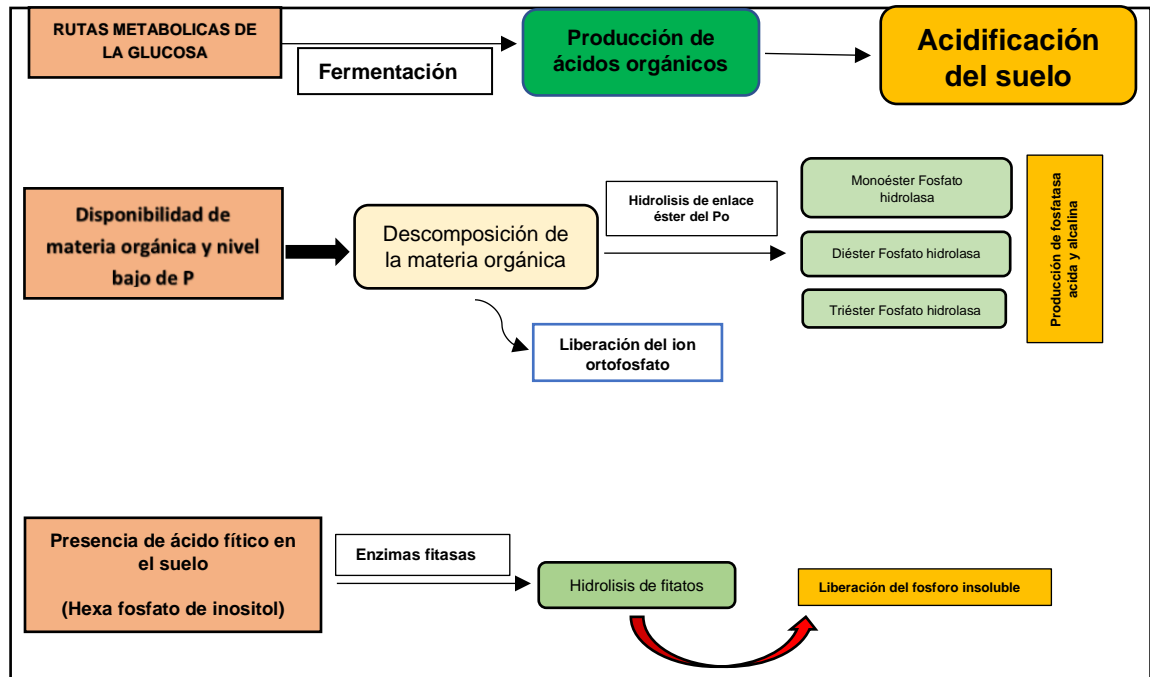 RUTAS METABOLICAS DE
LA GLUCOSA
Fermentación
Producción de
ácidos orgánicos
Acidificación
del suelo
Disponibilidad de
materia orgánica y nivel
bajo de P
Descomposición de
la materia orgánica
Hidrolisis de enlace
éster del Po
Monoéster Fosfato
hidrolasa
Diéster Fosfato hidrolasa
Triéster Fosfato hidrolasa
Producción de fosfatasa
acida y alcalina
Liberación del ion
ortofosfato
Presencia de ácido fítico en
el suelo
(Hexa fosfato de inositol)
Enzimas fitasas
Hidrolisis de fitatos
Liberación del fosforo insoluble